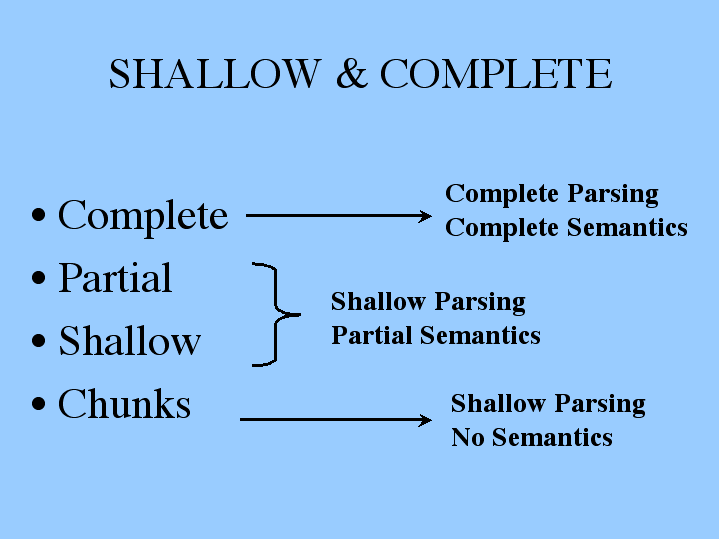 SHALLOW & COMPLETE
• Complete
Complete Parsing
Complete Semantics
• Partial
• Shallow
Shallow Parsing
Partial Semantics
• Chunks
Shallow Parsing
No Semantics